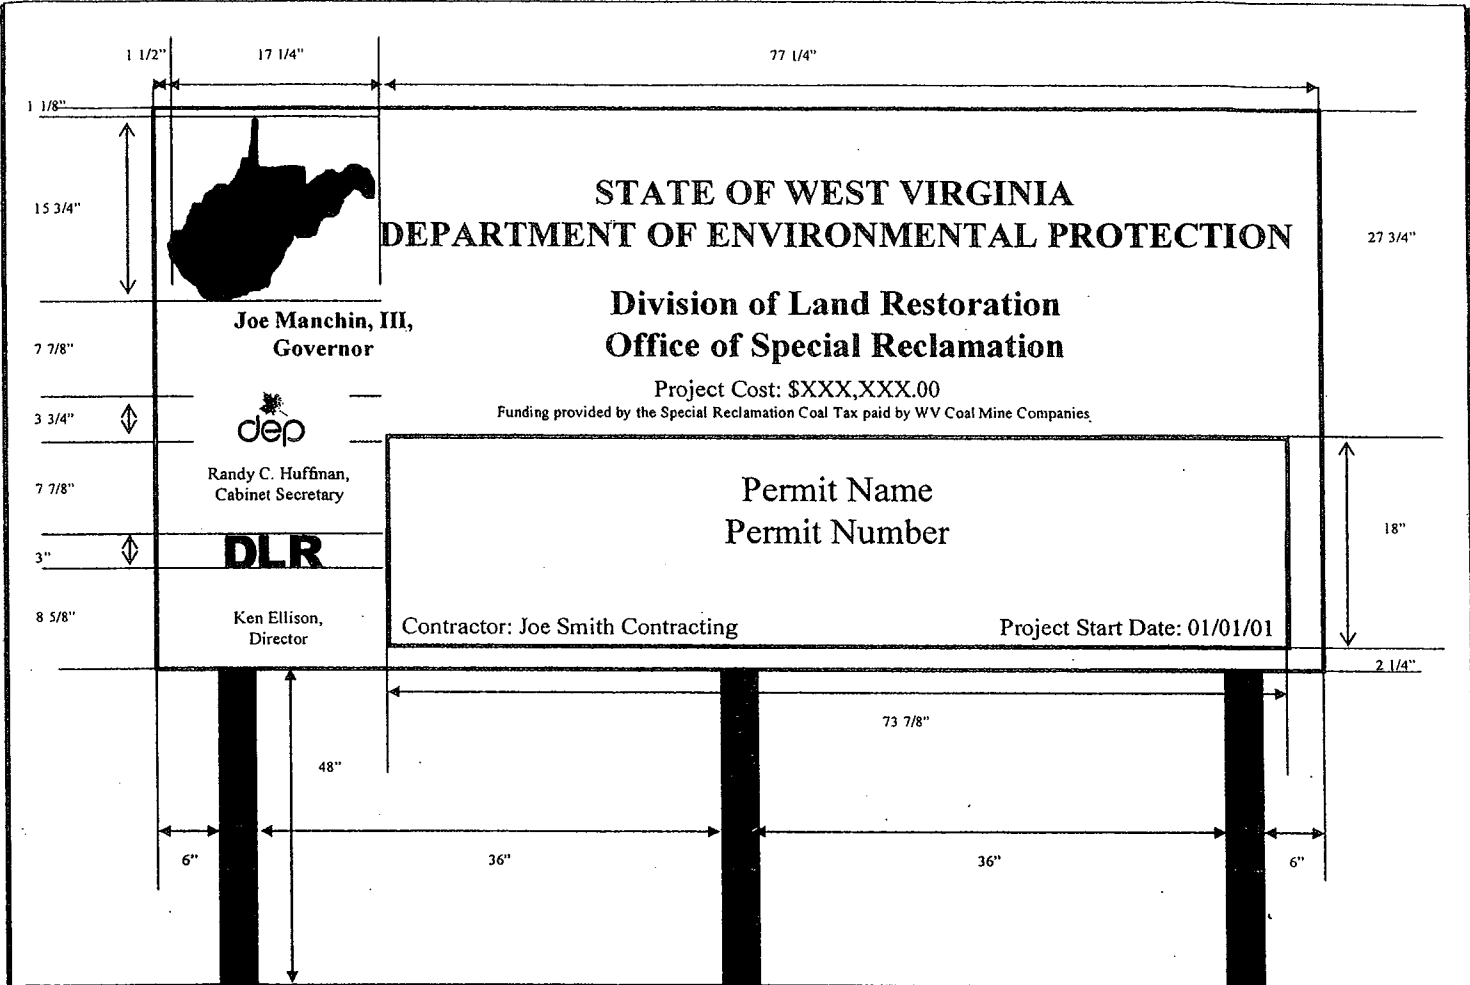 1 1/2” 17 1/4” 77 1/4”
1 1/8”
15 3/4”
STATE OF WEST VIRGINIA
DEPARTMENT OF ENVIRONMENTAL PROTECTION
27 3/4”
Division of Land Restoration
Office of Special Reclamation
Joe Manchin, III,
Governor
7 7/8”
Project Cost: $XXX,XXX.00
Funding provided by the Special Reclamation Coal Tax paid by WV Coal Mine Companies
3 3/4”
dep
Randy C. Huffman,
Cabinet Secretary
7 7/8”
Permit Name
Permit Number
18”
DLR
3”
8 5/8”
Ken Ellison,
Director
Contractor: Joe Smith Contracting Project Start Date: 01/01/01
2 1/4”
73 7/8”
48”
6” 36” 36” 6”